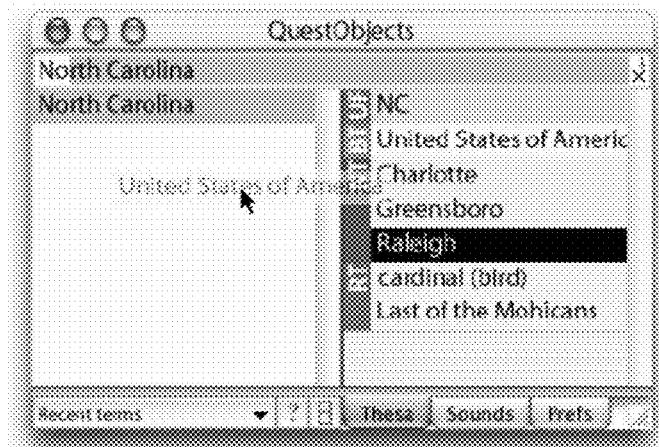 QuestObjects
North Carolina
x
North Carolina
United States of America
NC
United States of Americ
Charlotte
Greensboro
Raleigh
cardinal (bird)
Last of the Mohicans
Recent terms
?
Thesa
Sounds
Prefs